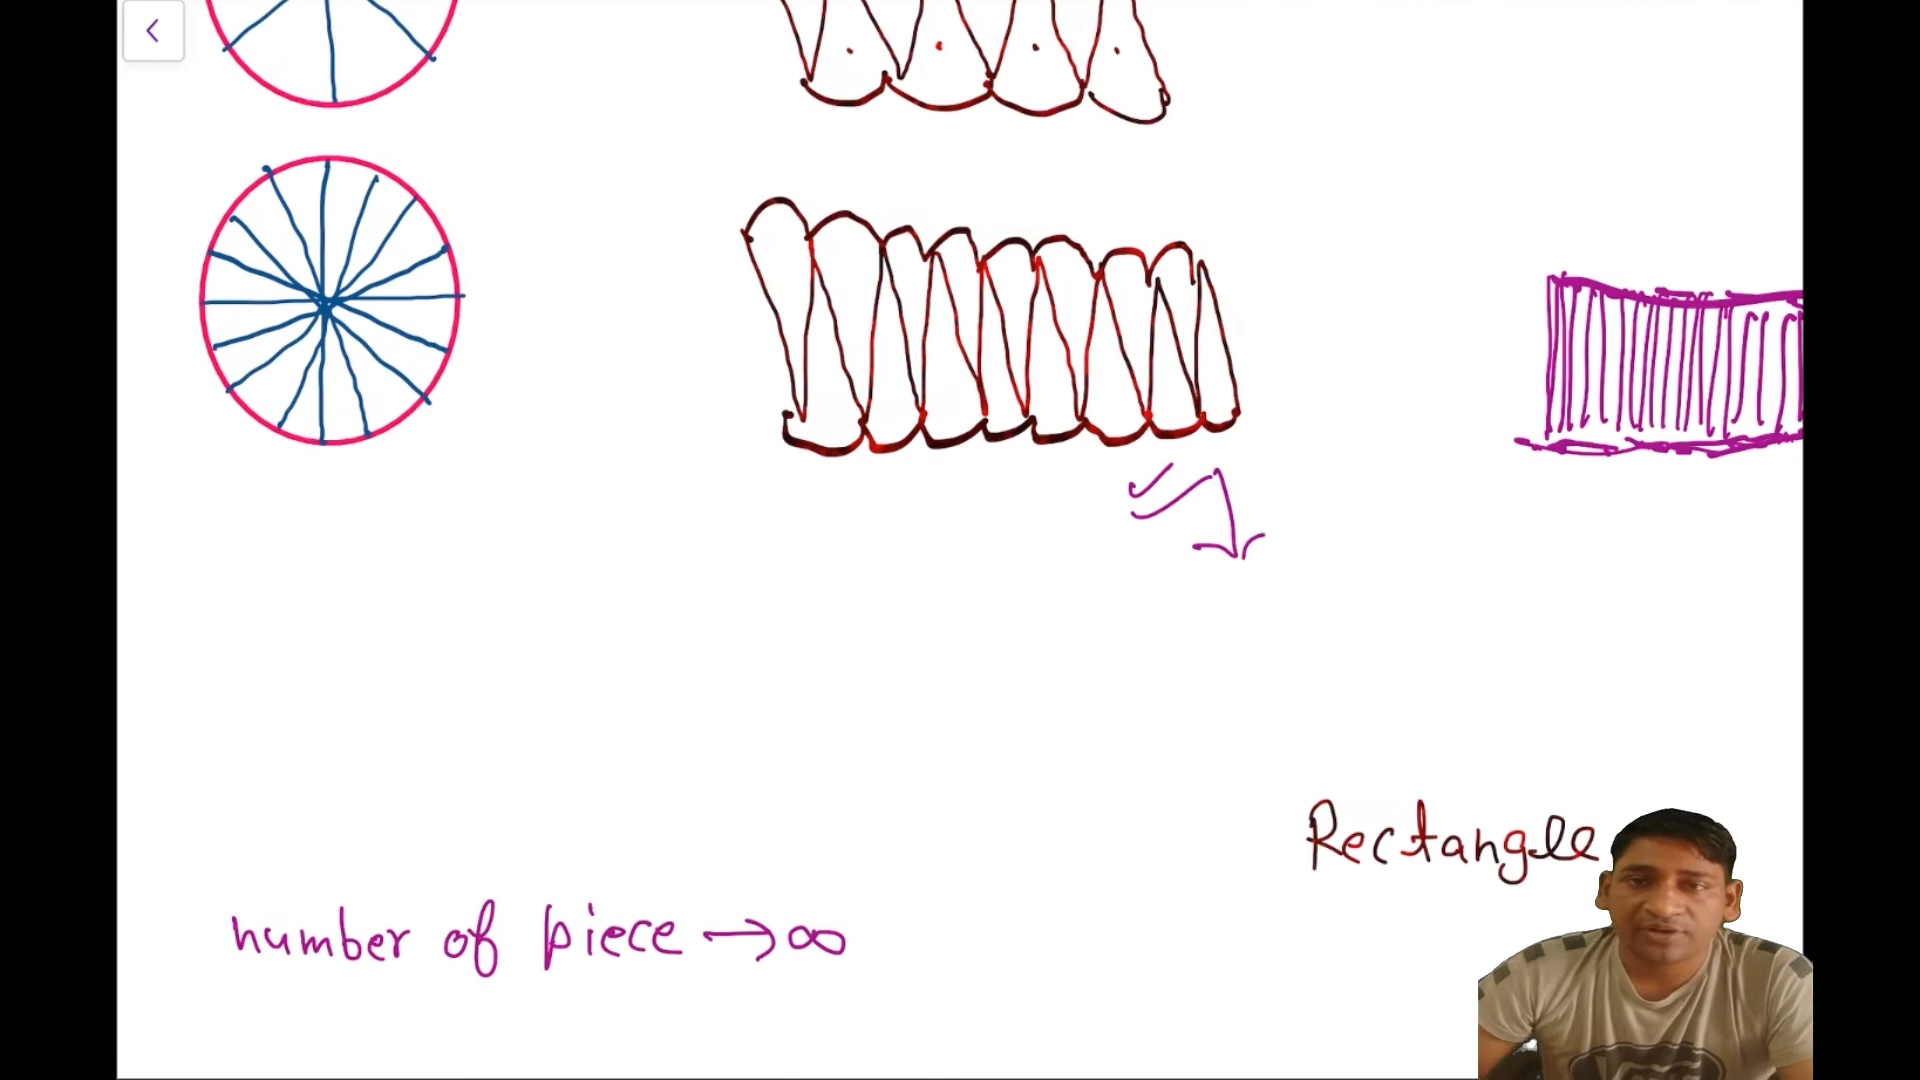 Rectangle
number of piece → ∞